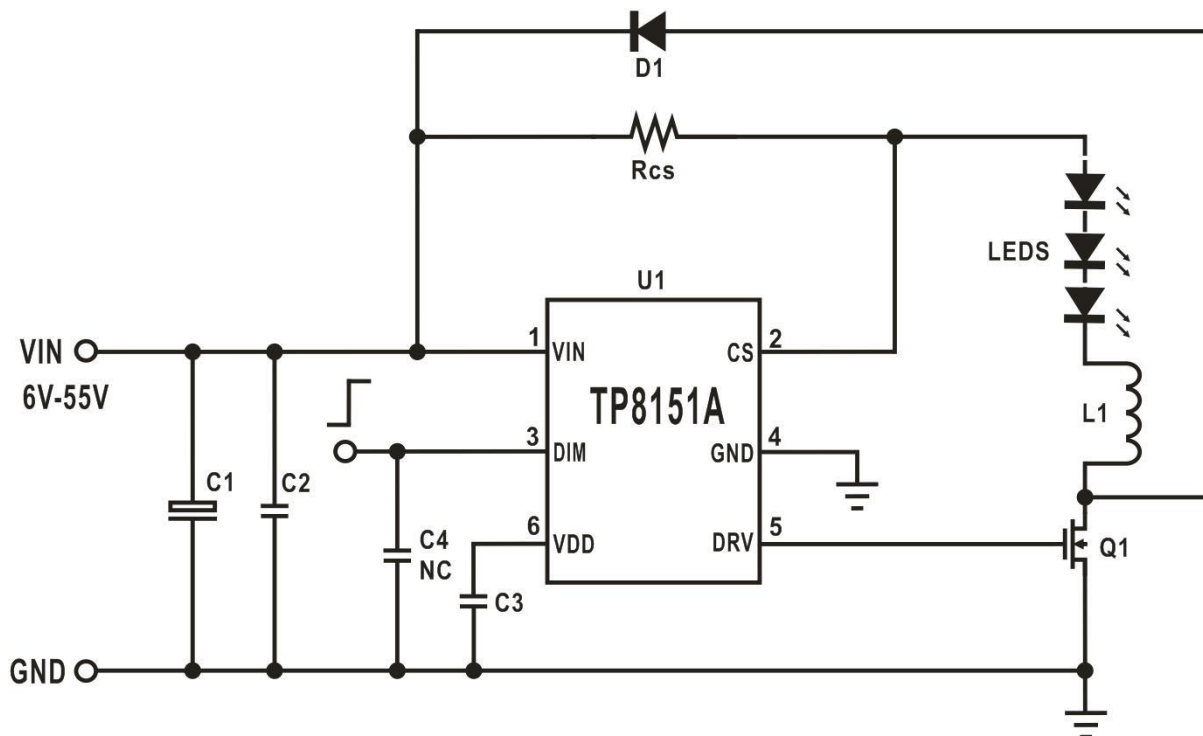 D1
Rcs
LEDS
U1
VIN
6V-55V
1
VIN
CS
2
TP8151A
L1
3
DIM
GND
4
C1
C2
C4
NC
6
VDD
DRV
5
Q1
C3
GND